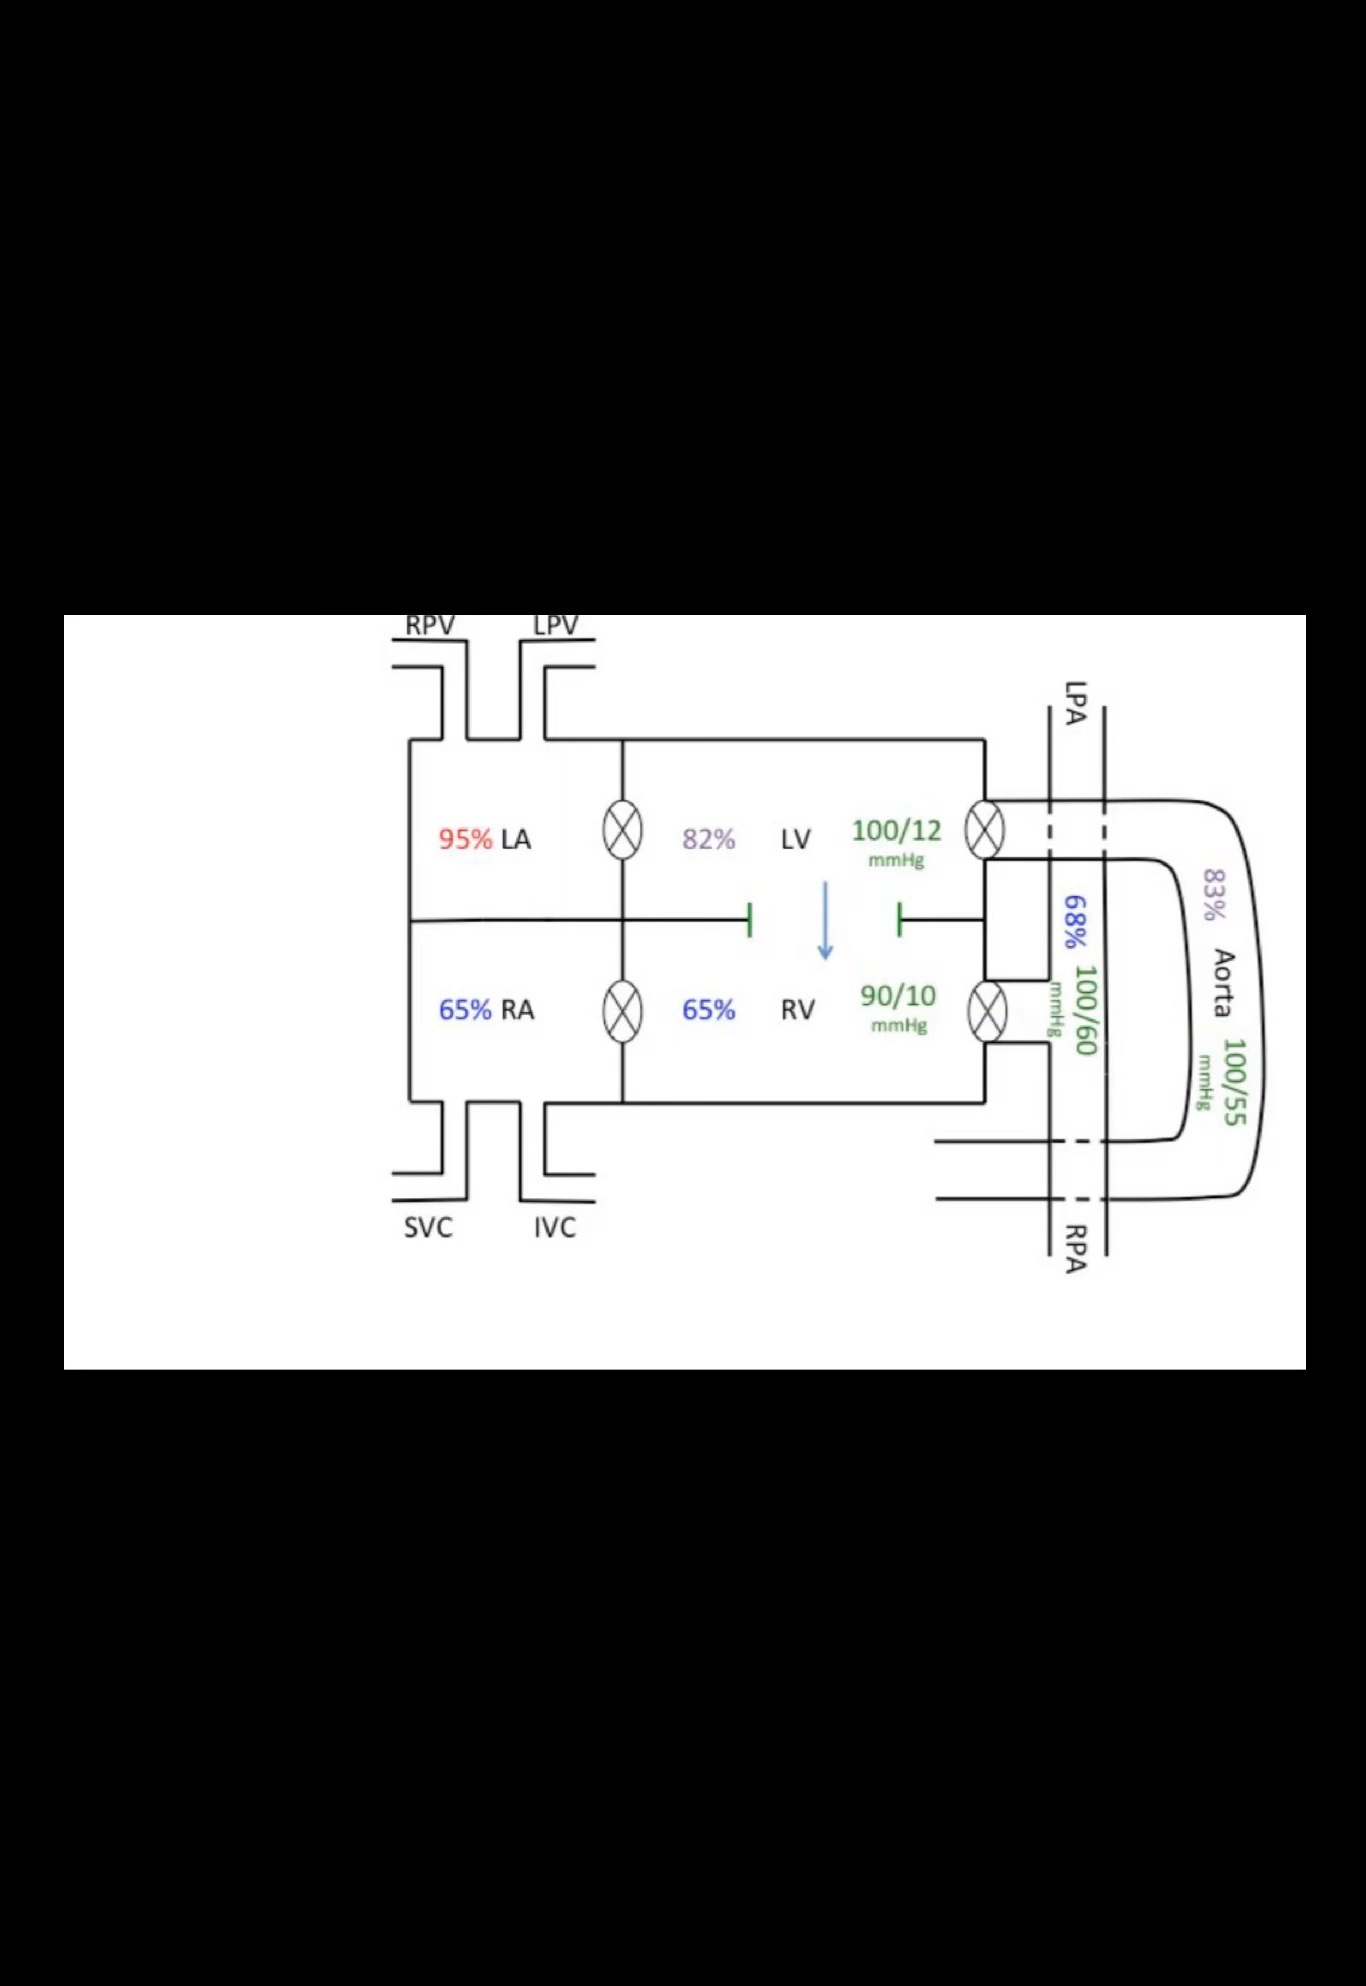 RPV LPV
LPA
95% LA
82% LV 100/12
mmHg
83%
68%
Aorta
65% RA
65% RV 90/10
mmHg
100/60
mmHg
100/55
mmHg
SVC IVC
RPA